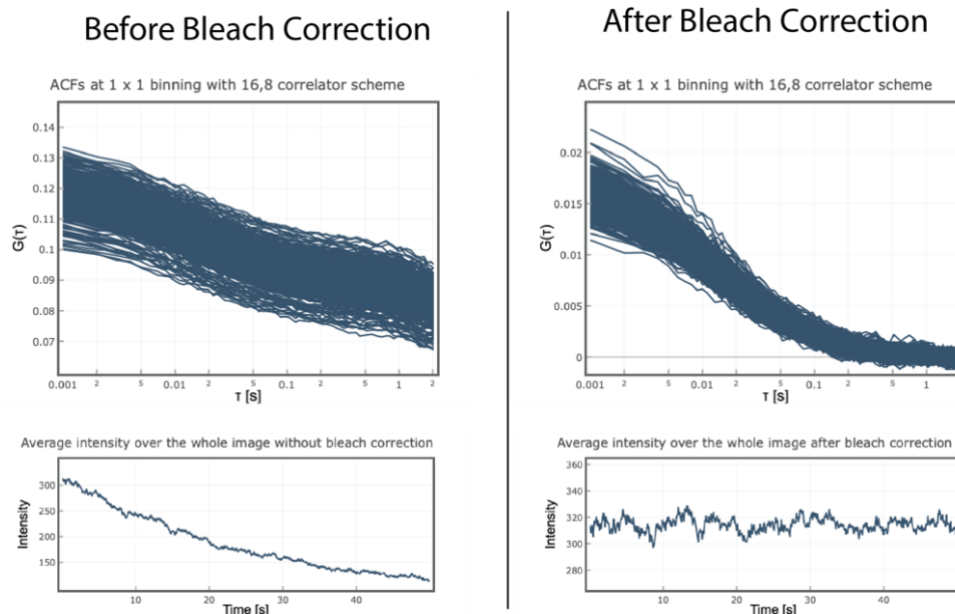 Before Bleach Correction
ACFs at 1 x 1 binning with 16,8 correlator scheme
0.14
0.13
0.12
0.11
0.1
0.09
0.08
0.07
G(τ)
0.001 2 5 0.01 2 5 0.1 2 5 1 2
τ [S]
Average intensity over the whole image without bleach correction
300
250
200
150
Intensity
10 20 30 40
Time [s]
After Bleach Correction
ACFs at 1 x 1 binning with 16,8 correlator scheme
0.02
0.015
0.01
0.005
0
G(τ)
0.001 2 5 0.01 2 5 0.1 2 5 1
τ [S]
Average intensity over the whole image after bleach correction
360
340
320
300
280
Intensity
10 20 30 40
Time [s]